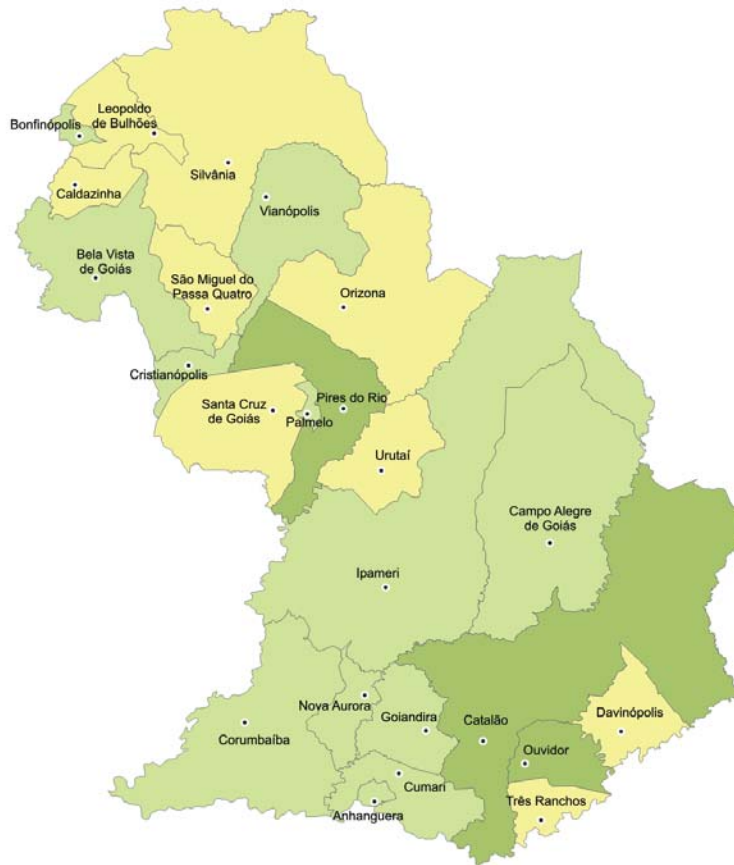 Leopoldo
de Bulhões
Bonfinópolis
Silvânia
Caldazinha
Vianópolis
Bela Vista
de Goiás
São Miguel do
Passa Quatro
Orizona
Cristianópolis
Santa Cruz
de Goiás
Palmelo
Pires do Rio
Urutaí
Campo Alegre
de Goiás
Ipameri
Nova Aurora
Goiandira
Corumbaíba
Catalão
Davinópolis
Ouvidor
Cumari
Anhanguera
Três Ranchos